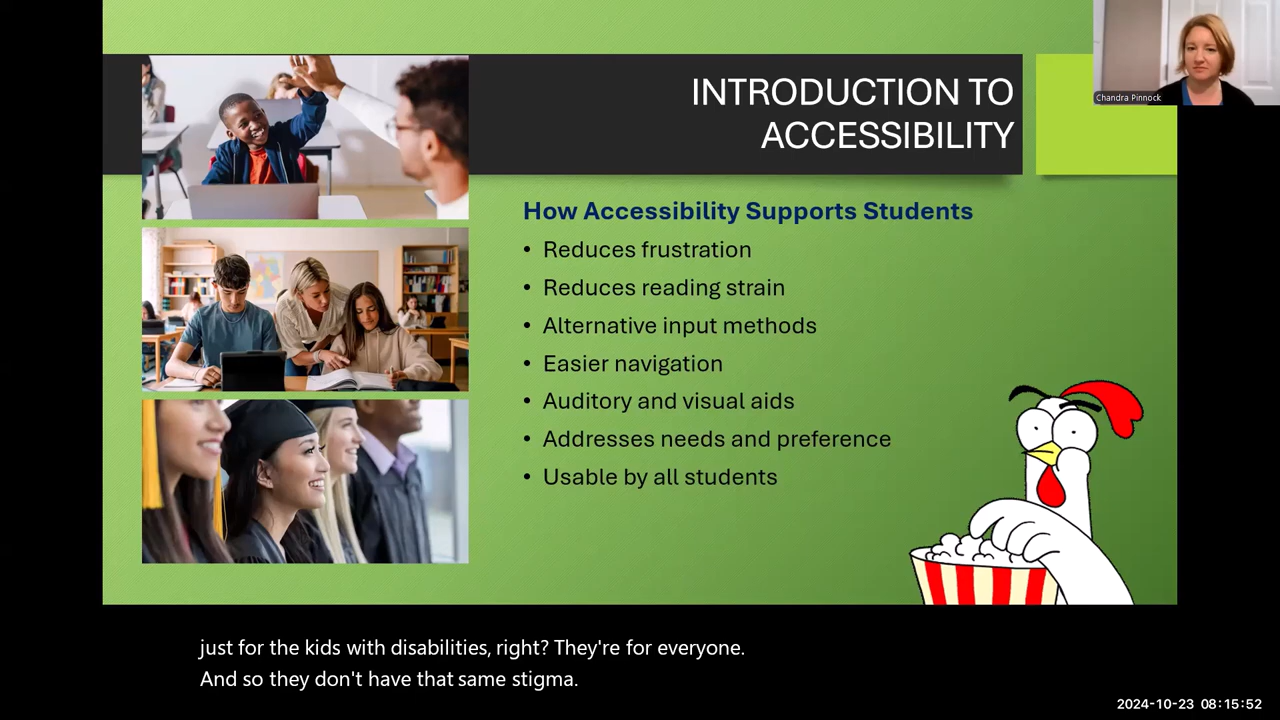 INTRODUCTION TO
ACCESSIBILITY
Chandra Pinnock
How Accessibility Supports Students
• Reduces frustration
• Reduces reading strain
• Alternative input methods
• Easier navigation
• Auditory and visual aids
• Addresses needs and preference
• Usable by all students
just for the kids with disabilities, right? They're for everyone.
And so they don't have that same stigma.
2024-10-23 08:15:52